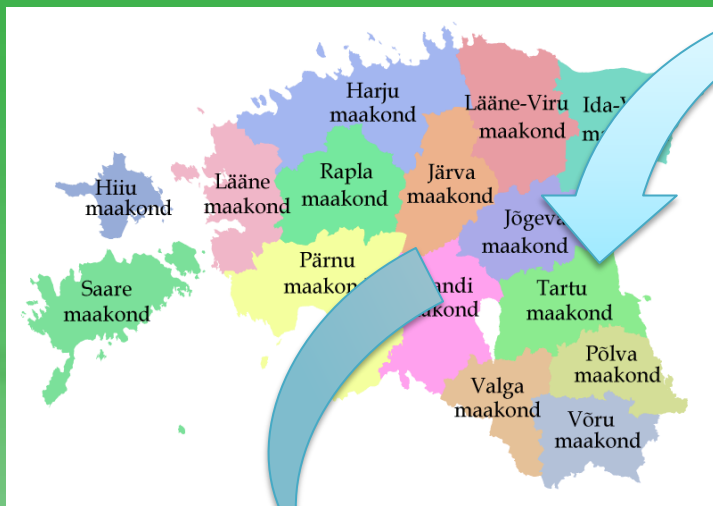 Harju
maakond
Lääne-Viru
maakond
Hiiu
maakond
Lääne
maakond
Rapla
maakond
Järva
maakond
Jõgeva
maakond
Pärnu
Saare
maakond
Tartu
maakond
Põlva
maakond
Valga
maakond
Võru
maakond